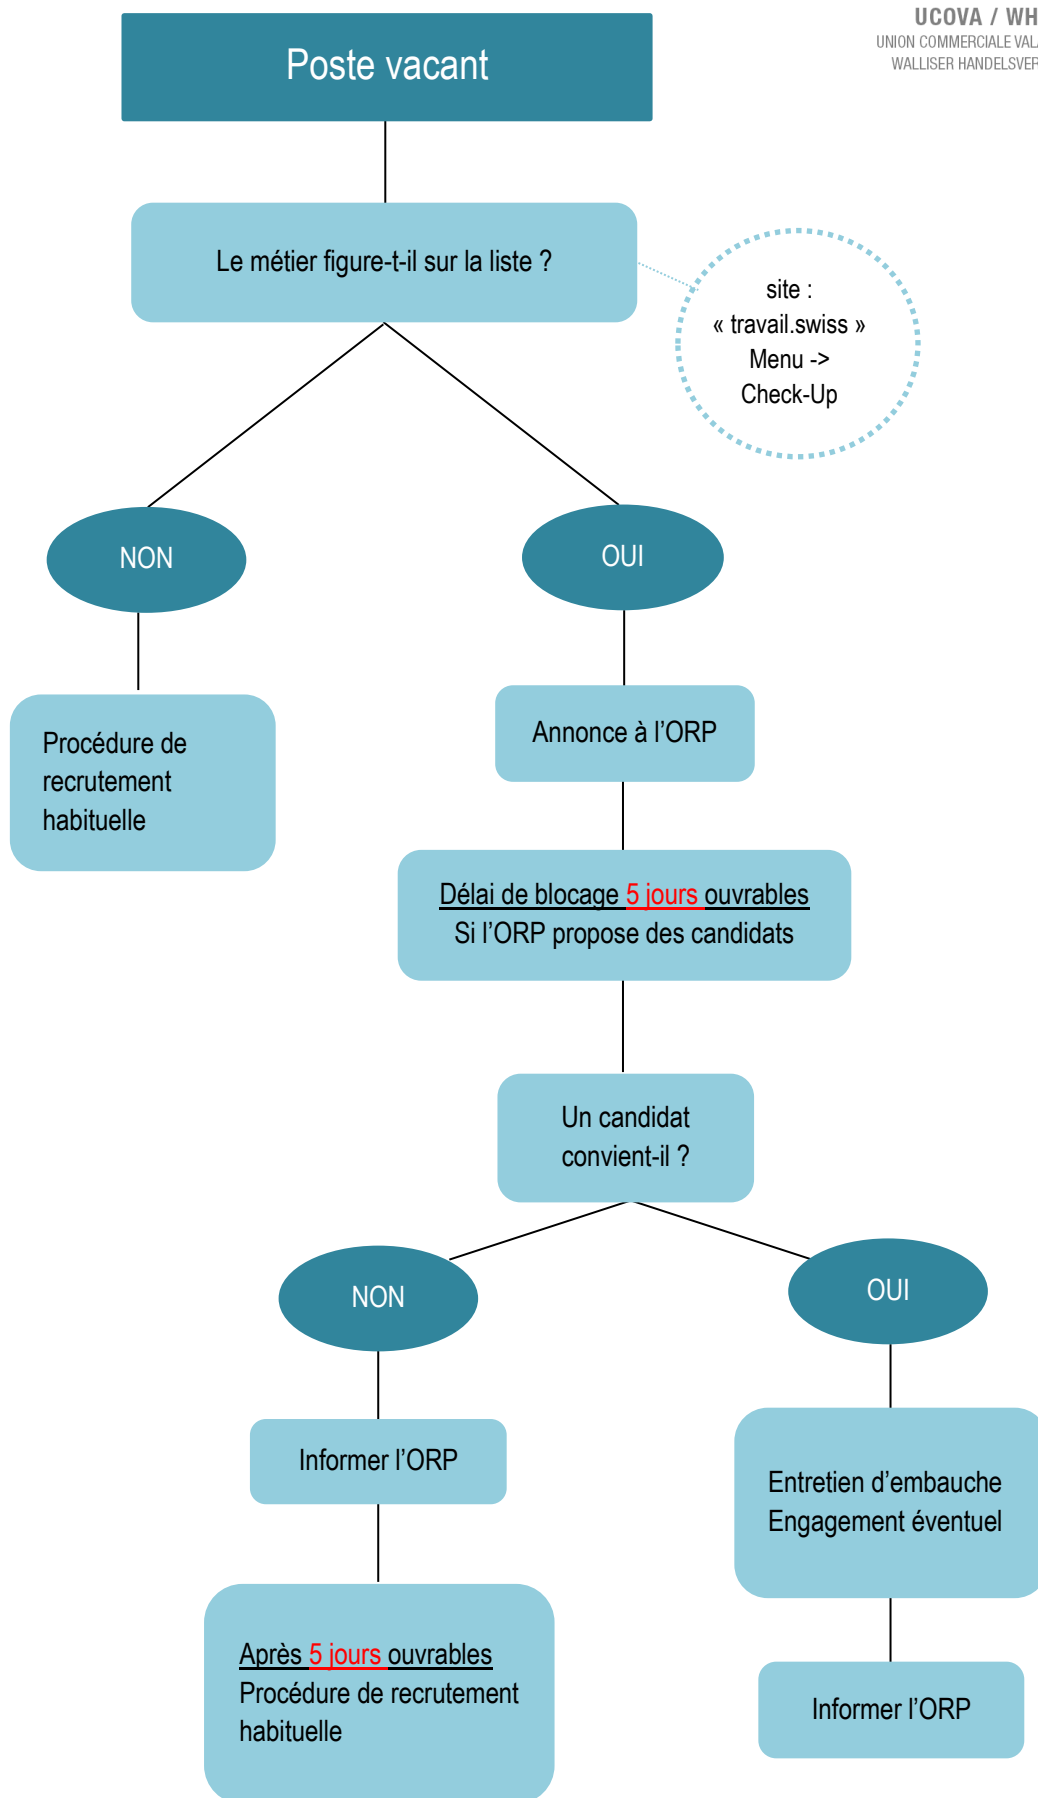 UCOVA / WH
UNION COMMERCIALE VAL
WALLISER HANDELSVER
Poste vacant
Le métier figure-t-il sur la liste ?
site :
« travail.swiss »
Menu ->
Check-Up
NON
OUI
Procédure de
recrutement
habituelle
Annonce à l’ORP
Délai de blocage 5 jours ouvrables
Si l’ORP propose des candidats
Un candidat
convient-il ?
NON
OUI
Informer l’ORP
Entretien d’embauche
Engagement éventuel
Après 5 jours ouvrables
Procédure de recrutement
habituelle
Informer l’ORP